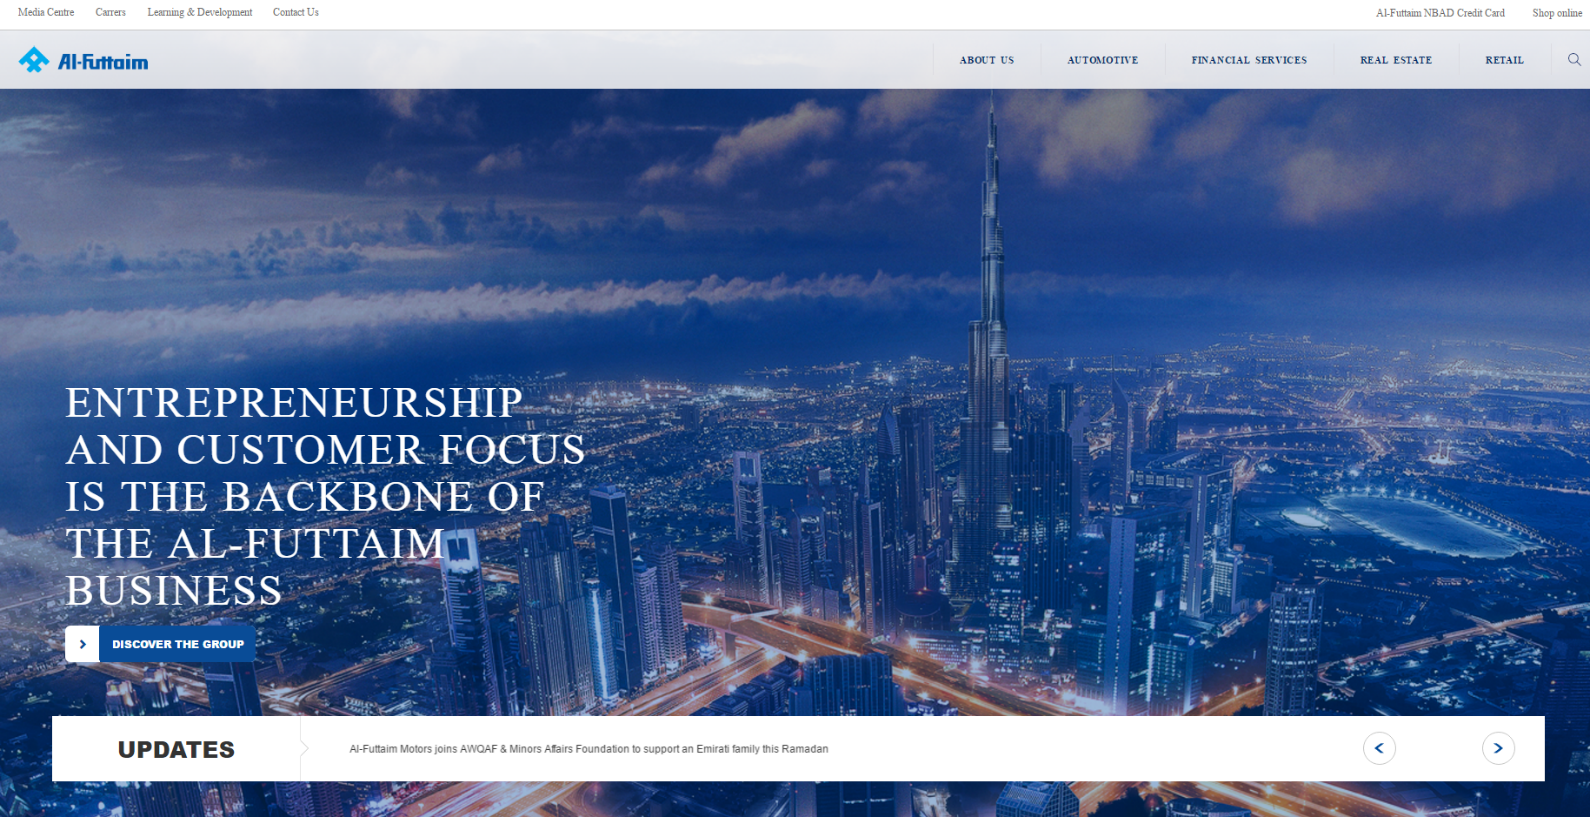 Media Centre
Carrers
Learning & Development
Contact Us
Al-Futtaim NBAD Credit Card
Shop online
Al-Futtaim
ABOUT US
AUTOMOTIVE
FINANCIAL SERVICES
REAL ESTATE
RETAIL
ENTREPRENEURSHIP
AND CUSTOMER FOCUS
IS THE BACKBONE OF
THE AL-FUTTAIM
BUSINESS
DISCOVER THE GROUP
UPDATES
Al-Futtaim Motors joins AWQAF & Minors Affairs Foundation to support an Emirati family this Ramadan